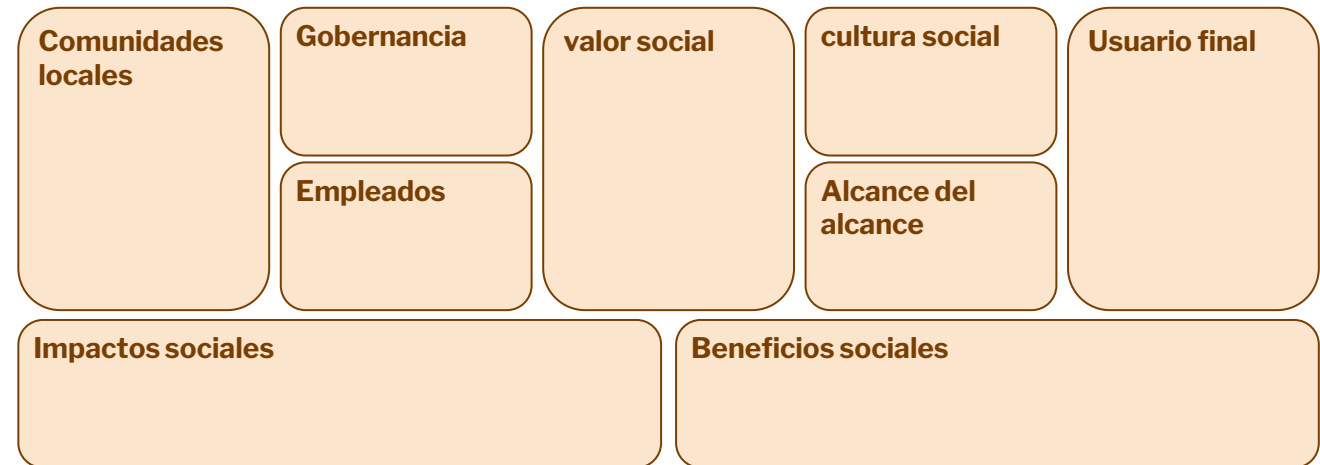 Comunidades
locales
Gobernancia
Empleados
valor social
cultura social
Alcance del
alcance
Usuario final
Impactos sociales
Beneficios sociales